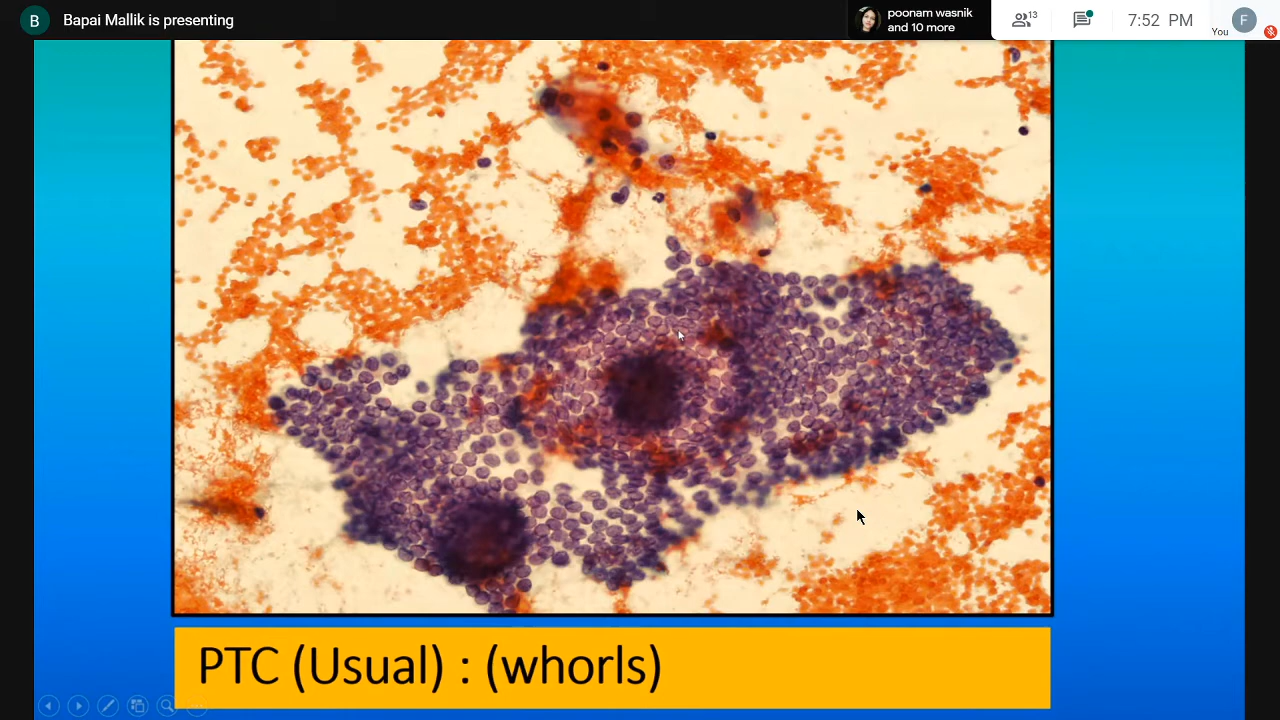 B Bapai Mallik is presenting
poonam wasnik
and 10 more
13
7:52 PM
You
F
PTC (Usual) : (whorls)